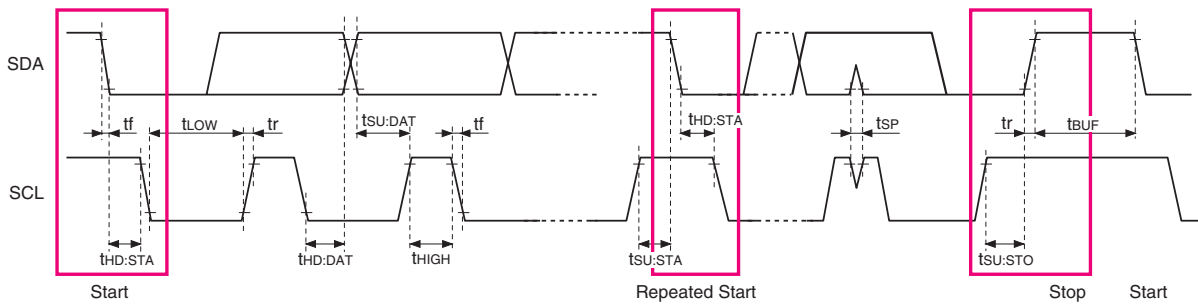 SDA
tf
tLOW
tr
tSU:DAT
tf
tHD:STA
tSP
tr
tBUF
SCL
tHD:STA
tHD:DAT
tHIGH
tSU:STA
tSU:STO
Start
Repeated Start
Stop
Start